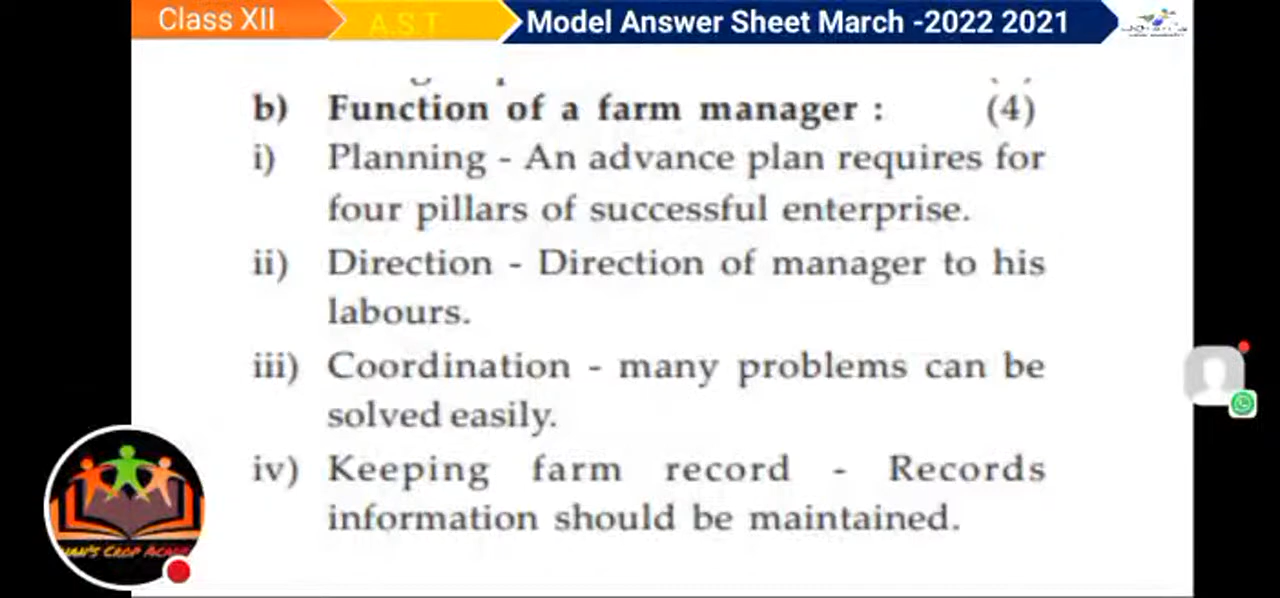 Class XII
A.S.T
Model Answer Sheet March -2022 2021
b) Function of a farm manager : (4)
i) Planning - An advance plan requires for
four pillars of successful enterprise.
ii) Direction - Direction of manager to his
labours.
iii) Coordination - many problems can be
solved easily.
iv) Keeping farm record - Records
information should be maintained.
CROP